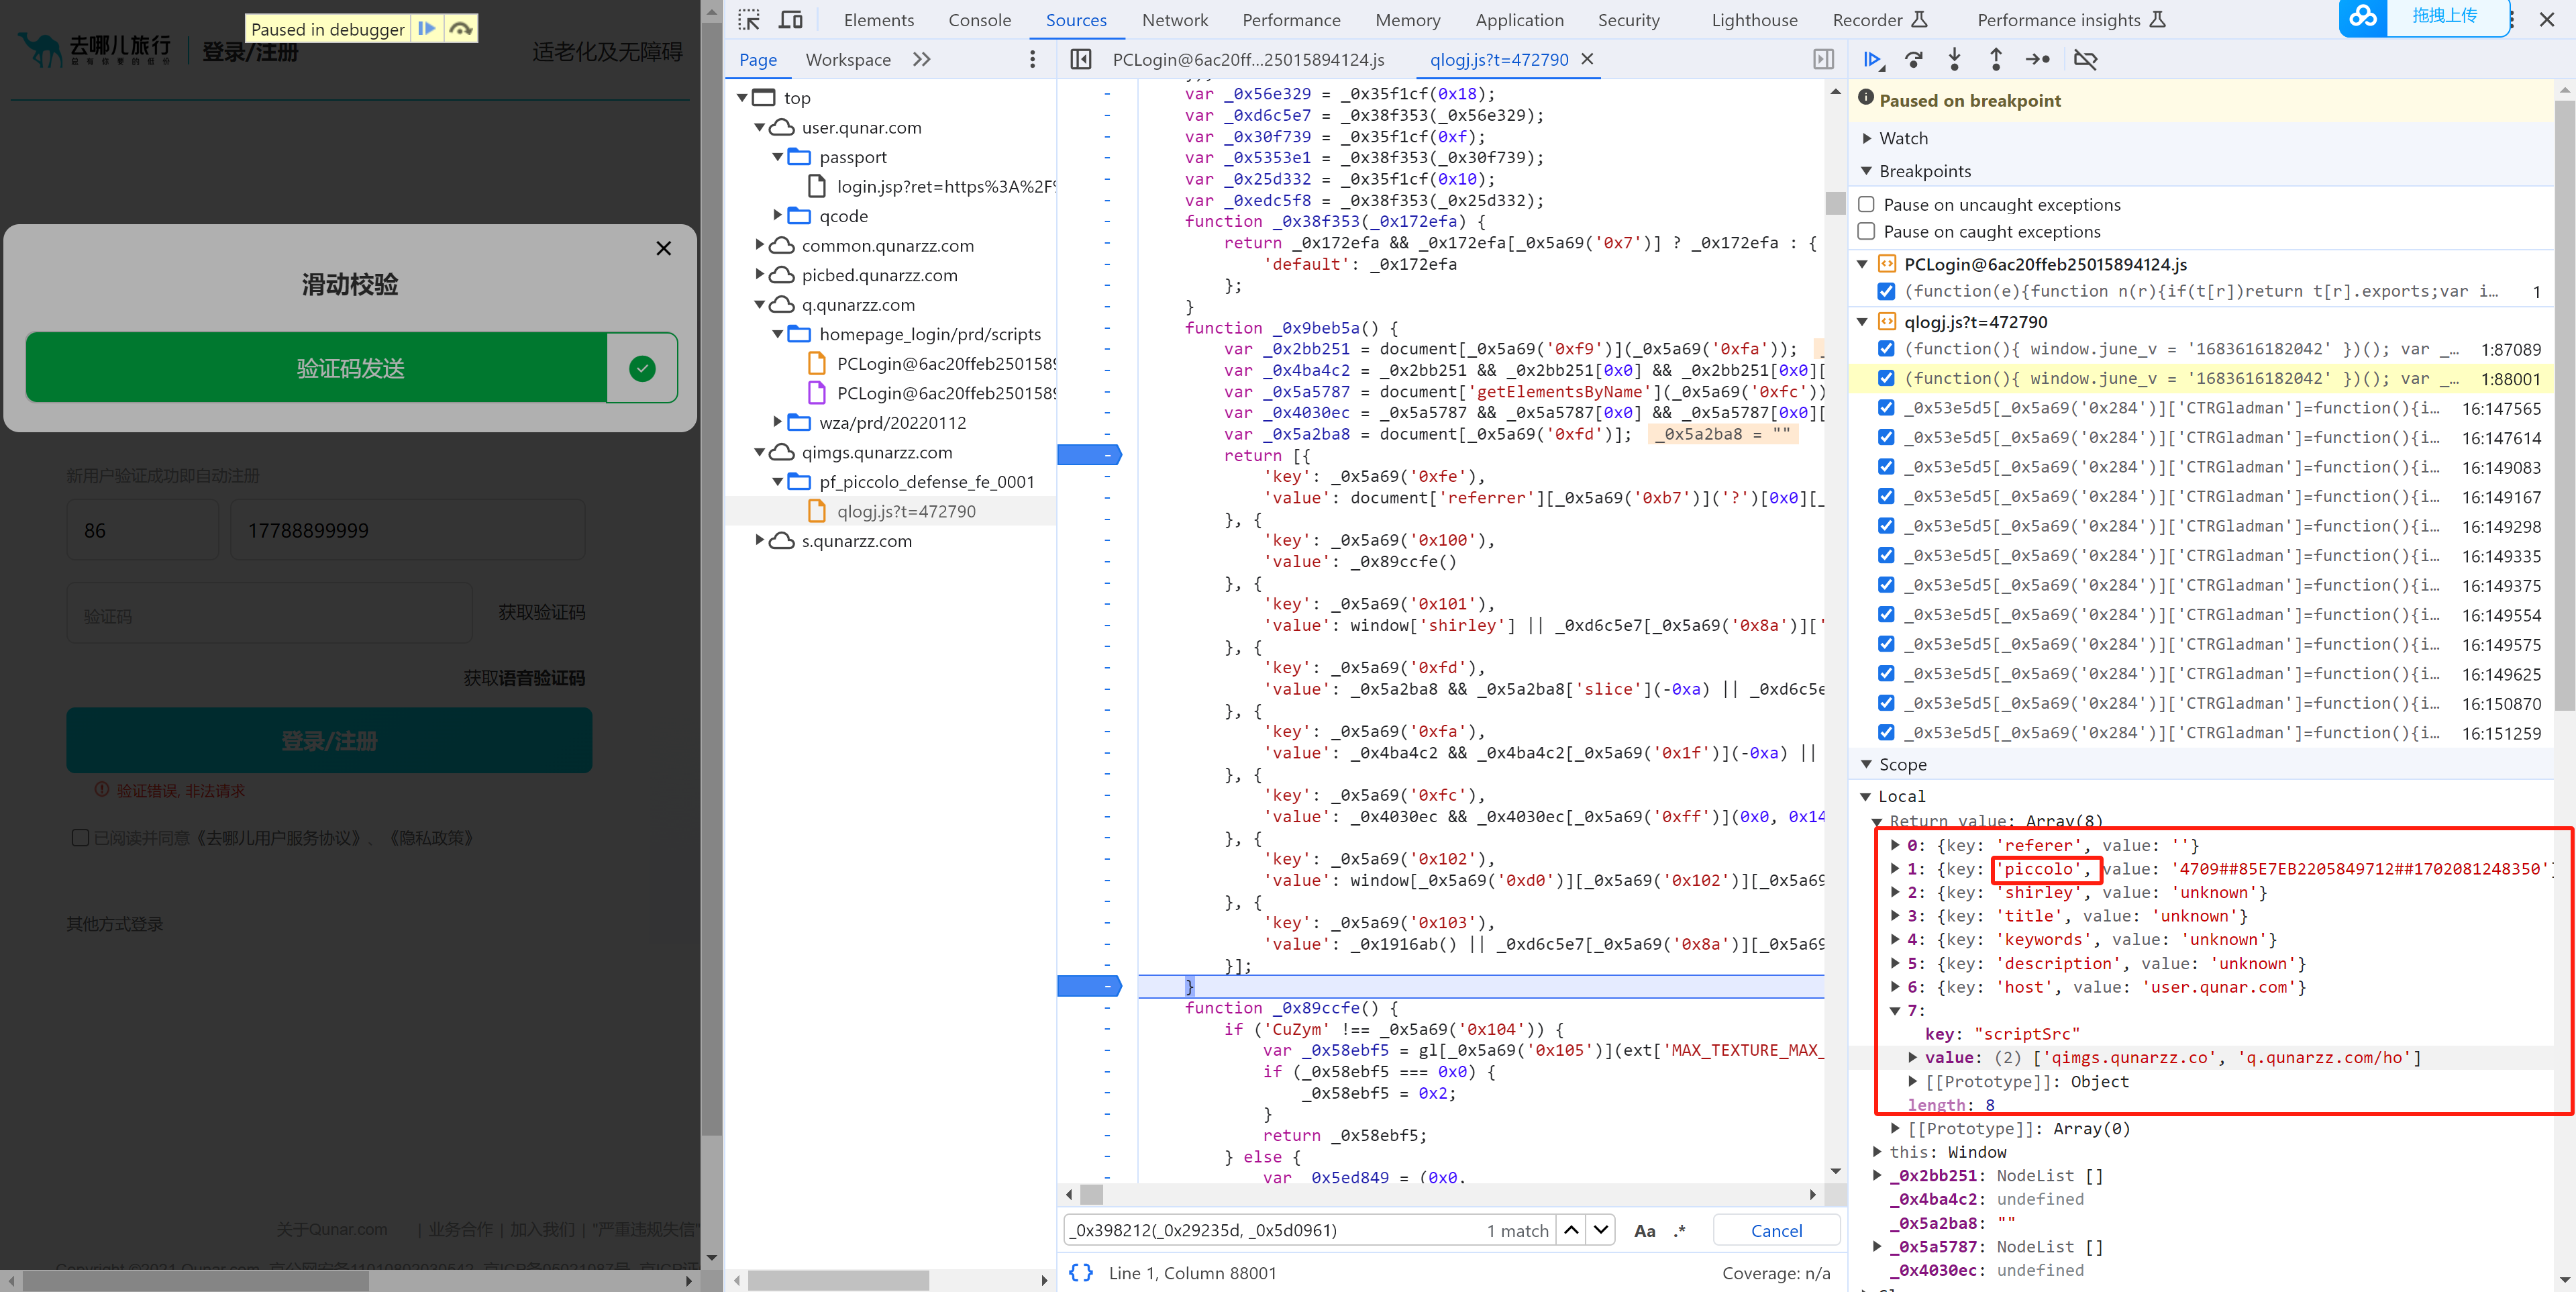 Paused in debugger
去哪儿旅行
总有你要的低价
登录/注册
适老化及无障碍
滑动校验
验证码发送
新用户验证成功即自动注册
86
17788899999
验证码
获取验证码
获取语音验证码
登录/注册
验证错误, 非法请求
已阅读并同意《去哪儿用户服务协议》、《隐私政策》
其他方式登录
关于Qunar.com | 业务合作 | 加入我们 | "严重违规失信"
Elements Console Sources Network Performance Memory Application Security Lighthouse Recorder Performance insights
拖拽上传
Page Workspace
PCLogin@6ac20ff...25015894124.js
qlogj.js?t=472790
top
user.qunar.com
passport
login.jsp?ret=https%3A%2F%
qcode
common.qunarzz.com
picbed.qunarzz.com
q.qunarzz.com
homepage_login/prd/scripts
PCLogin@6ac20ffeb2501589
PCLogin@6ac20ffeb2501589
wza/prd/20220112
qimgs.qunarzz.com
pf_piccolo_defense_fe_0001
qlogj.js?t=472790
s.qunarzz.com
var _0x56e329 = _0x35f1cf(0x18);
var _0xd6c5e7 = _0x38f353(_0x56e329);
var _0x30f739 = _0x35f1cf(0xf);
var _0x5353e1 = _0x38f353(_0x30f739);
var _0x25d332 = _0x35f1cf(0x10);
var _0xedc5f8 = _0x38f353(_0x25d332);
function _0x38f353(_0x172efa) {
return _0x172efa && _0x172efa[_0x5a69('0x7')] ? _0x172efa : {
'default': _0x172efa
};
}
function _0x9beb5a() {
var _0x2bb251 = document[_0x5a69('0xf9')](_0x5a69('0xfa'));
var _0x4ba4c2 = _0x2bb251 && _0x2bb251[0x0] && _0x2bb251[0x0][
var _0x5a5787 = document['getElementsByName'](_0x5a69('0xfc'))
var _0x4030ec = _0x5a5787 && _0x5a5787[0x0] && _0x5a5787[0x0][
var _0x5a2ba8 = document[_0x5a69('0xfd')]; _0x5a2ba8 = ""
return [{
'key': _0x5a69('0xfe'),
'value': document['referrer'][_0x5a69('0xb7')]('?')[0x0][_
}, {
'key': _0x5a69('0x100'),
'value': _0x89ccfe()
}, {
'key': _0x5a69('0x101'),
'value': window['shirley'] || _0xd6c5e7[_0x5a69('0x8a')]['
}, {
'key': _0x5a69('0xfd'),
'value': _0x5a2ba8 && _0x5a2ba8['slice'](-0xa) || _0xd6c5e
}, {
'key': _0x5a69('0xfa'),
'value': _0x4ba4c2 && _0x4ba4c2[_0x5a69('0x1f')](-0xa) ||
}, {
'key': _0x5a69('0xfc'),
'value': _0x4030ec && _0x4030ec[_0x5a69('0xff')](0x0, 0x14
}, {
'key': _0x5a69('0x102'),
'value': window[_0x5a69('0xd0')][_0x5a69('0x102')][_0x5a69
}, {
'key': _0x5a69('0x103'),
'value': _0x1916ab() || _0xd6c5e7[_0x5a69('0x8a')][_0x5a69
}];
}
function _0x89ccfe() {
if ('CuZym' !== _0x5a69('0x104')) {
var _0x58ebf5 = gl[_0x5a69('0x105')](ext['MAX_TEXTURE_MAX_
if (_0x58ebf5 === 0x0) {
_0x58ebf5 = 0x2;
}
return _0x58ebf5;
} else {
var _0x5ed849 = (0x0,
_0x398212(_0x29235d, _0x5d0961) 1 match Aa .* Cancel
{} Line 1, Column 88001 Coverage: n/a
Paused on breakpoint
Watch
Breakpoints
Pause on uncaught exceptions
Pause on caught exceptions
PCLogin@6ac20ffeb25015894124.js
(function(e){function n(r){if(t[r])return t[r].exports;var i... 1
qlogj.js?t=472790
(function(){ window.june_v = '1683616182042' })(); var _... 1:87089
(function(){ window.june_v = '1683616182042' })(); var _... 1:88001
_0x53e5d5[_0x5a69('0x284')]['CTRGladman']=function(){i... 16:147565
_0x53e5d5[_0x5a69('0x284')]['CTRGladman']=function(){i... 16:147614
_0x53e5d5[_0x5a69('0x284')]['CTRGladman']=function(){i... 16:149083
_0x53e5d5[_0x5a69('0x284')]['CTRGladman']=function(){i... 16:149167
_0x53e5d5[_0x5a69('0x284')]['CTRGladman']=function(){i... 16:149298
_0x53e5d5[_0x5a69('0x284')]['CTRGladman']=function(){i... 16:149335
_0x53e5d5[_0x5a69('0x284')]['CTRGladman']=function(){i... 16:149375
_0x53e5d5[_0x5a69('0x284')]['CTRGladman']=function(){i... 16:149554
_0x53e5d5[_0x5a69('0x284')]['CTRGladman']=function(){i... 16:149575
_0x53e5d5[_0x5a69('0x284')]['CTRGladman']=function(){i... 16:149625
_0x53e5d5[_0x5a69('0x284')]['CTRGladman']=function(){i... 16:150870
_0x53e5d5[_0x5a69('0x284')]['CTRGladman']=function(){i... 16:151259
Scope
Local
Return value: Array(8)
0: {key: 'referer', value: ''}
1: {key: 'piccolo', value: '4709##85E7EB2205849712##1702081248350'}
2: {key: 'shirley', value: 'unknown'}
3: {key: 'title', value: 'unknown'}
4: {key: 'keywords', value: 'unknown'}
5: {key: 'description', value: 'unknown'}
6: {key: 'host', value: 'user.qunar.com'}
7:
key: "scriptSrc"
value: (2) ['qimgs.qunarzz.co', 'q.qunarzz.com/ho']
[[Prototype]]: Object
length: 8
[[Prototype]]: Array(0)
this: Window
_0x2bb251: NodeList []
_0x4ba4c2: undefined
_0x5a2ba8: ""
_0x5a5787: NodeList []
_0x4030ec: undefined